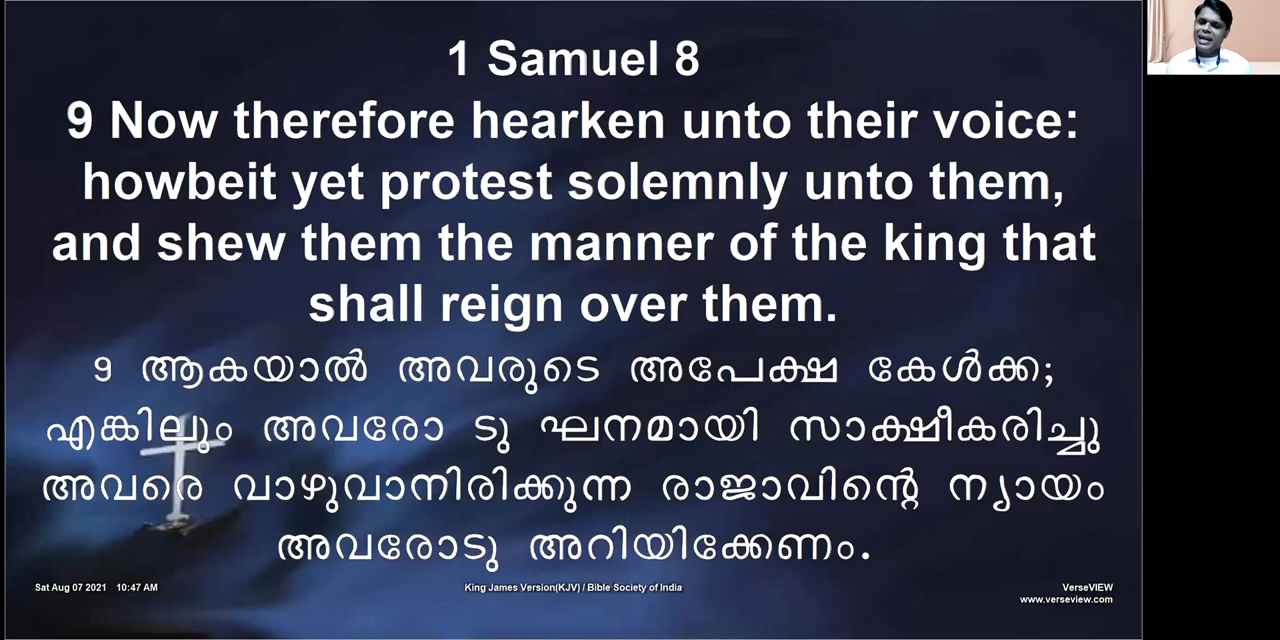 1 Samuel 8
9 Now therefore hearken unto their voice:
howbeit yet protest solemnly unto them,
and shew them the manner of the king that
shall reign over them.
9 ആകയാൽ അവരുടെ അപേക്ഷ കേൾക്ക;
എങ്കിലും അവരോ ടു ഘനമായി സാക്ഷീകരിച്ചു
അവരെ വാഴുവാനിരിക്കുന്ന രാജാവിന്റെ ന്യായം
അവരോടു അറിയിക്കേണം.
Sat Aug 07 2021 10:47 AM
King James Version(KJV) / Bible Society of India
VerseVIEW
www.verseview.com